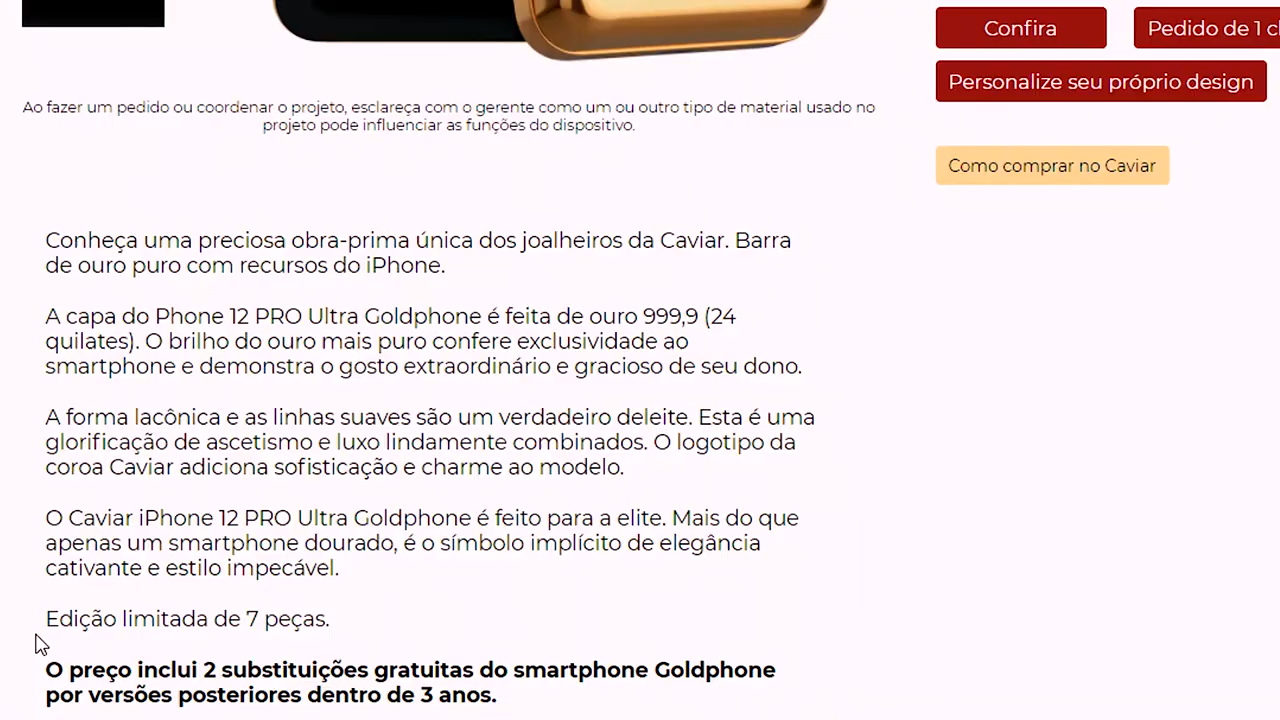 Confira
Pedido de 1
Personalize seu próprio design
Ao fazer um pedido ou coordenar o projeto, esclareça com o gerente como um ou outro tipo de material usado no
projeto pode influenciar as funções do dispositivo.
Como comprar no Caviar
Conheça uma preciosa obra-prima única dos joalheiros da Caviar. Barra
de ouro puro com recursos do iPhone.
A capa do Phone 12 PRO Ultra Goldphone é feita de ouro 999,9 (24
quilates). O brilho do ouro mais puro confere exclusividade ao
smartphone e demonstra o gosto extraordinário e gracioso de seu dono.
A forma lacônica e as linhas suaves são um verdadeiro deleite. Esta é uma
glorificação de ascetismo e luxo lindamente combinados. O logotipo da
coroa Caviar adiciona sofisticação e charme ao modelo.
O Caviar iPhone 12 PRO Ultra Goldphone é feito para a elite. Mais do que
apenas um smartphone dourado, é o símbolo implícito de elegância
cativante e estilo impecável.
Edição limitada de 7 peças.
O preço inclui 2 substituições gratuitas do smartphone Goldphone
por versões posteriores dentro de 3 anos.